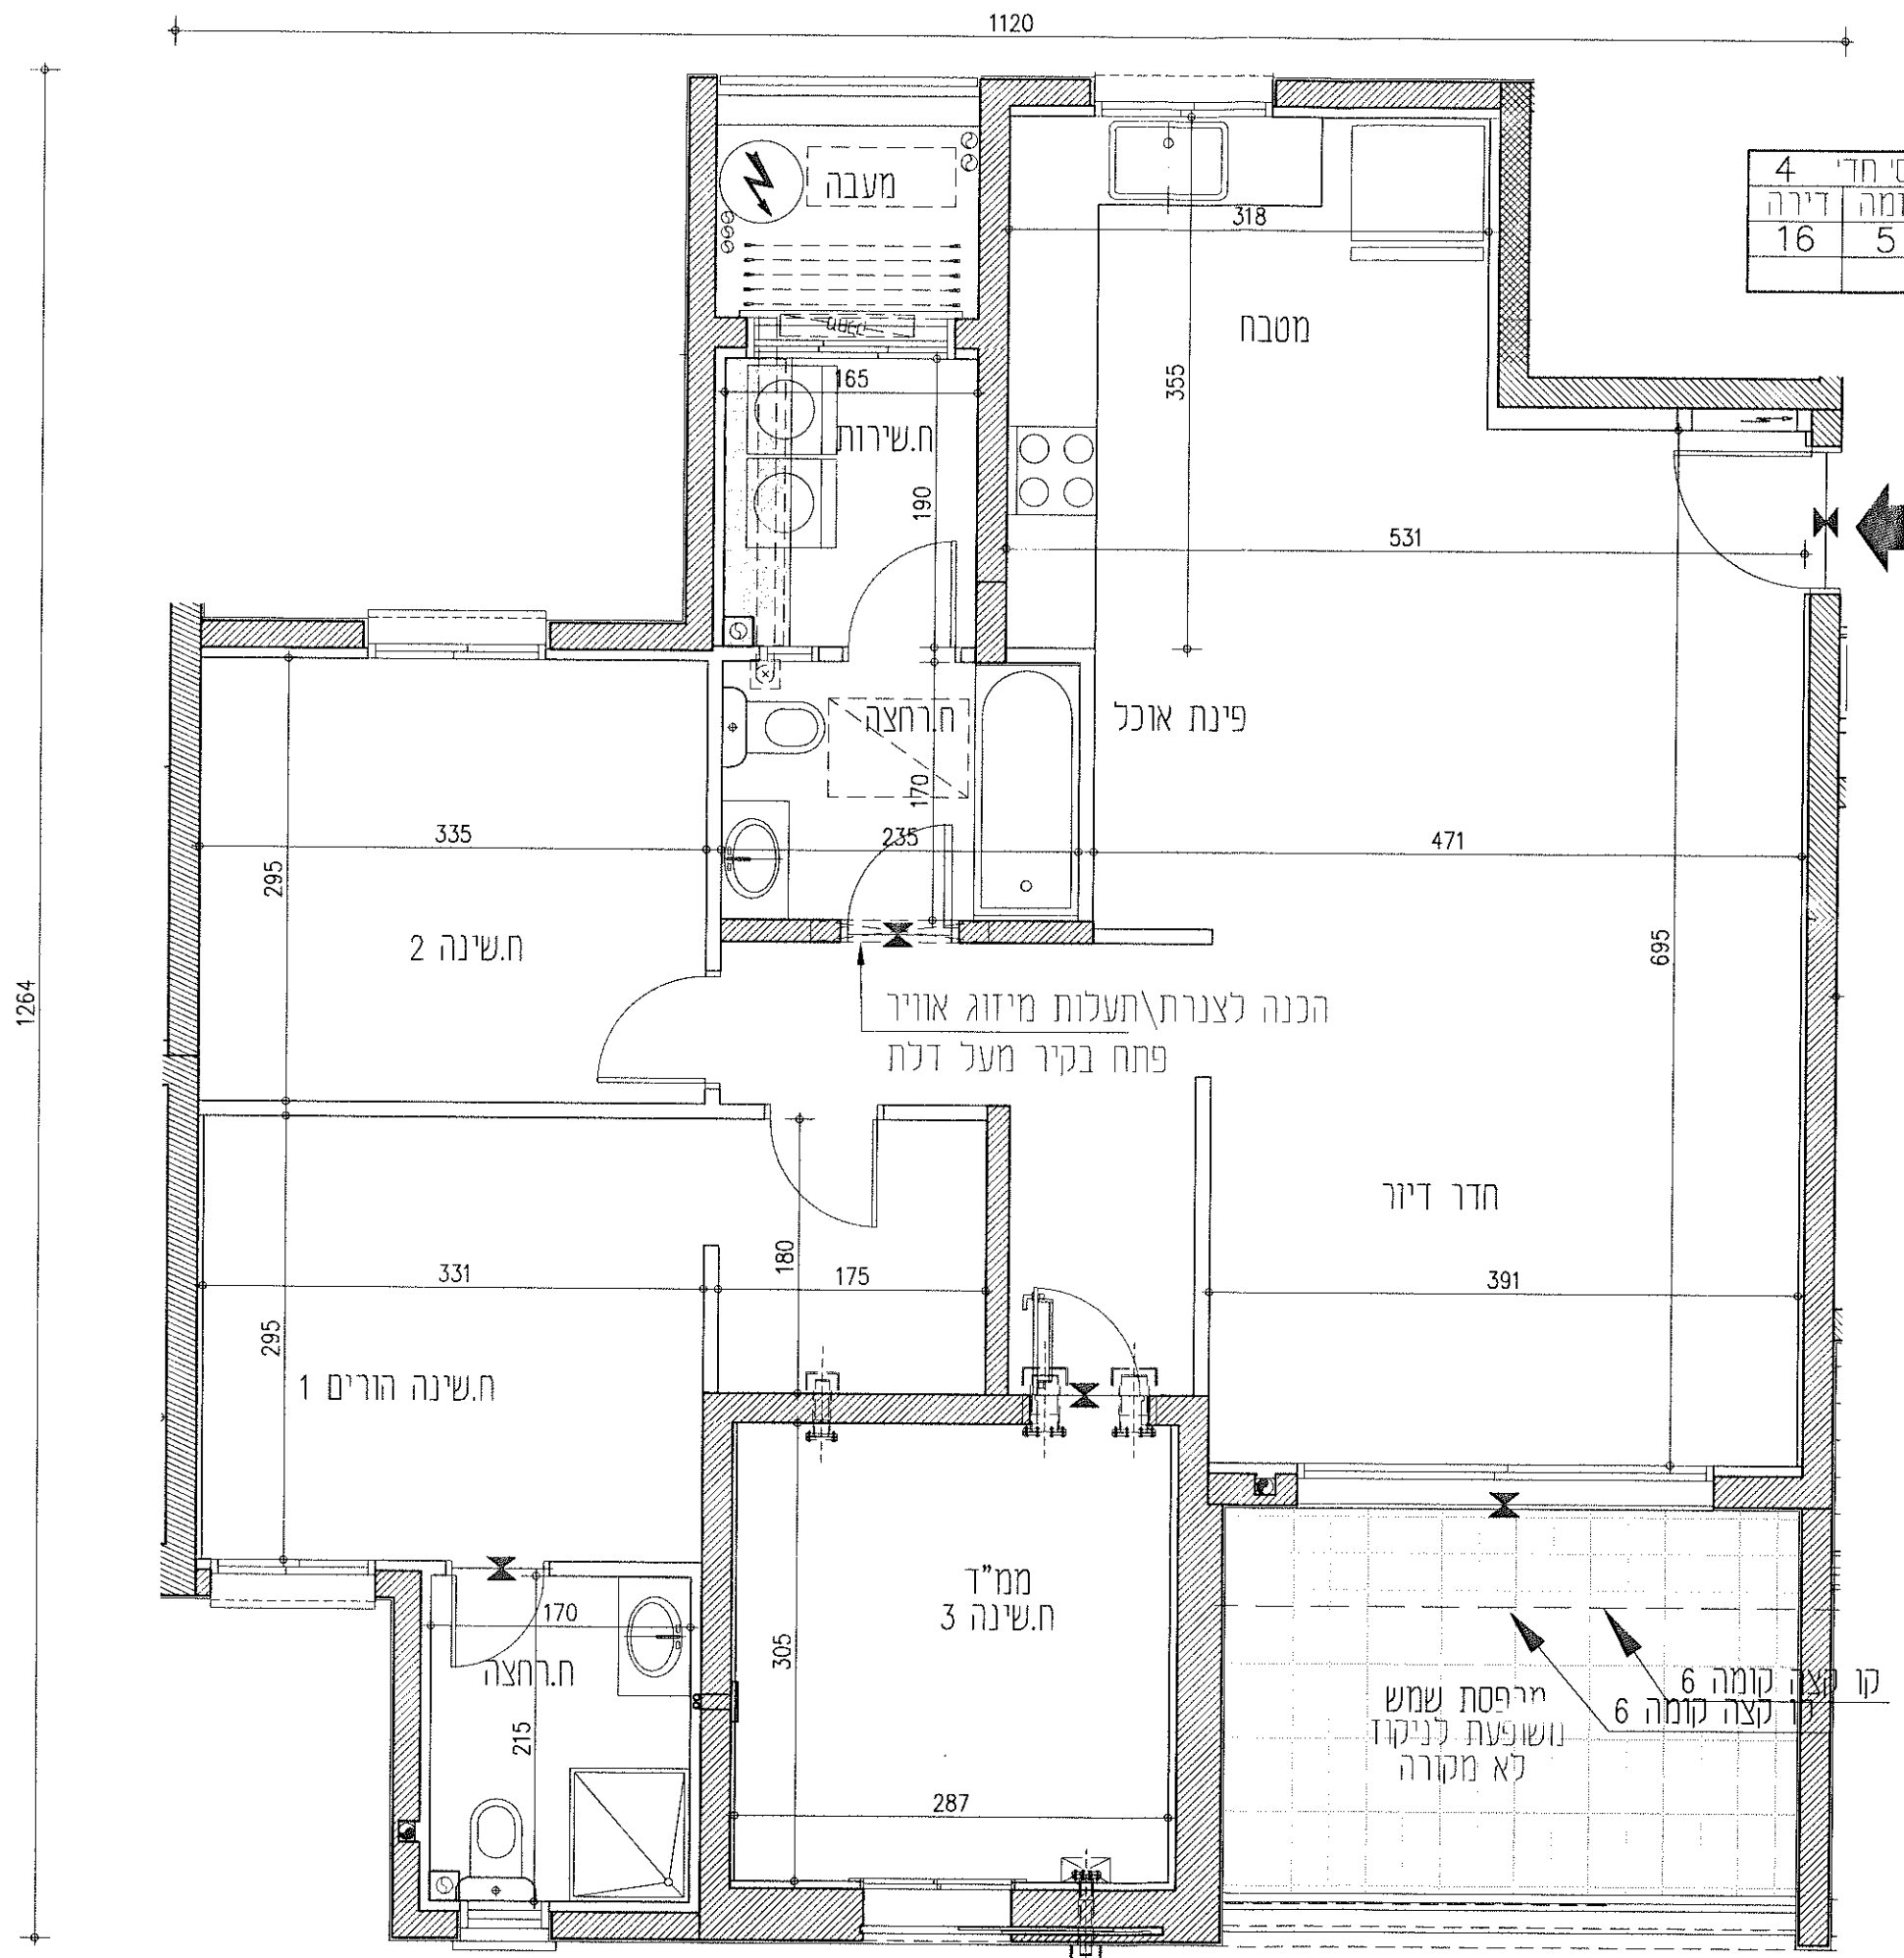 1120
1264
חדי 4
דירה
16 5
מעבה
318
מטבח
355
165
ח.שירות
190
531
ח.רחצה
פינת אוכל
170
335
235
471
295
ח.שינה 2
695
הכנה לצנרת\תעלות מיזוג אוויר
פתח בקיר מעל דלת
חדר דיור
331
180
175
391
295
ח.שינה הורים 1
ממ"ד
ח.שינה 3
170
ח.רחצה
305
215
287
קו קצה קומה 6
קו קצה קומה 6
מרפסת שמש
משופעת לניקוז
לא מקורה